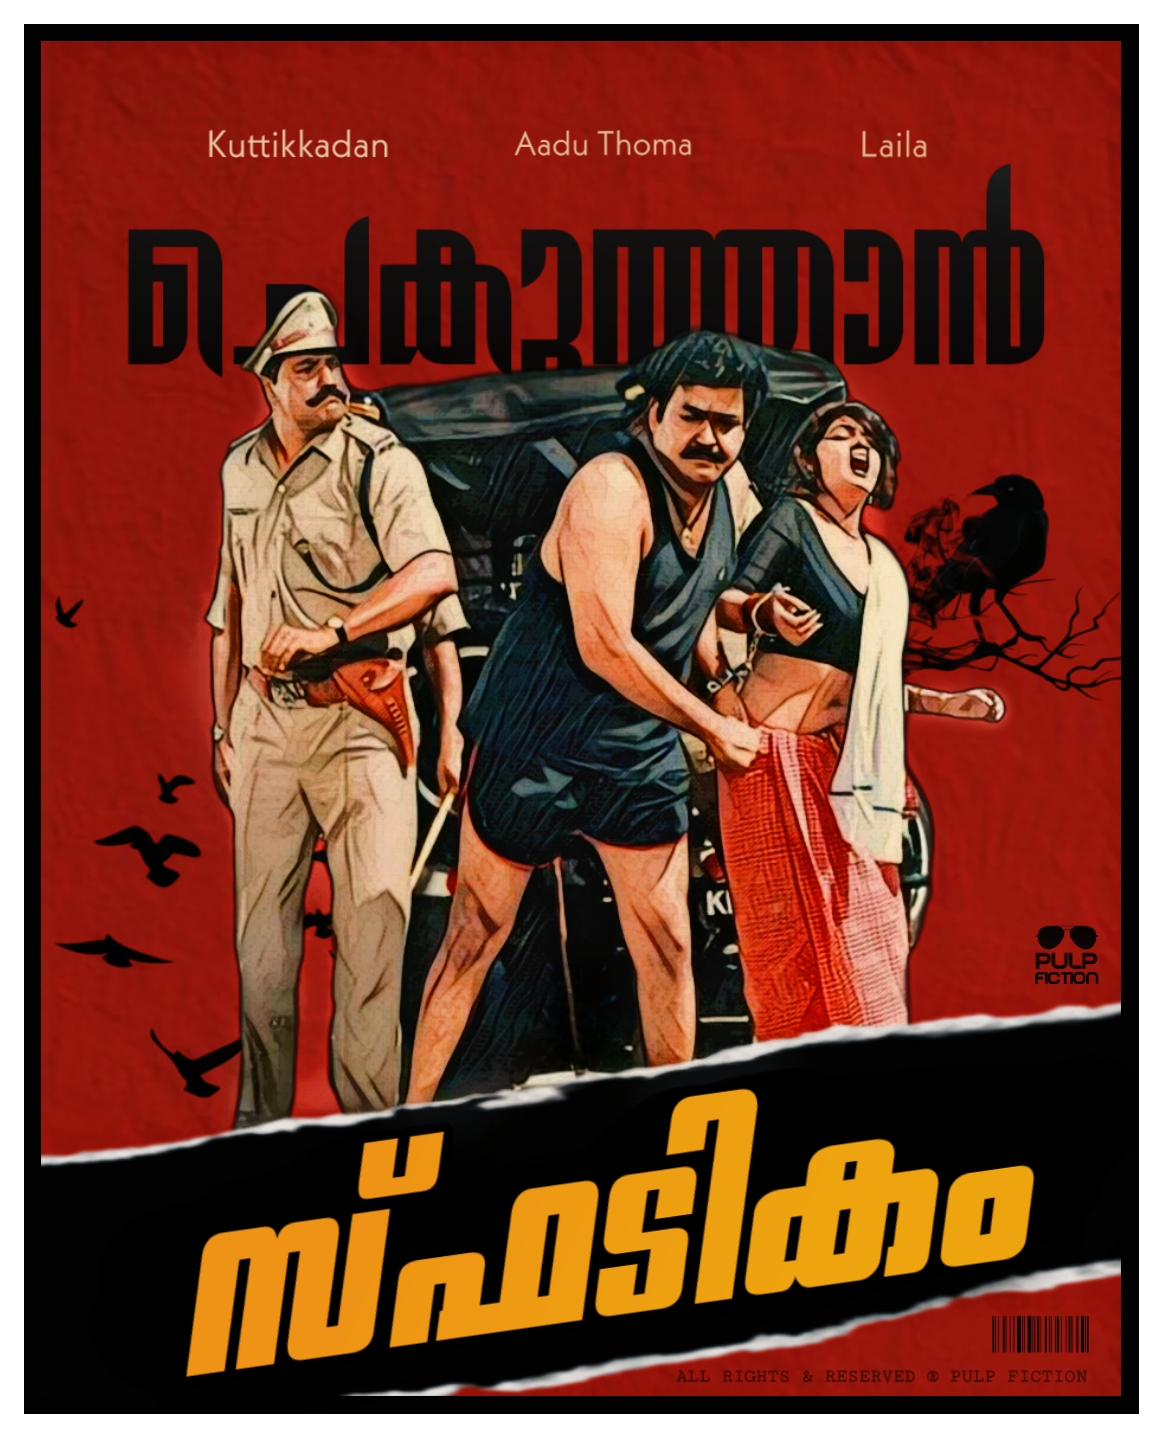 Kuttikkadan Aadu Thoma Laila
ചെകുത്താൻ
KL
PULP
FICTION
സ്ഫടികം
ALL RIGHTS & RESERVED ® PULP FICTION